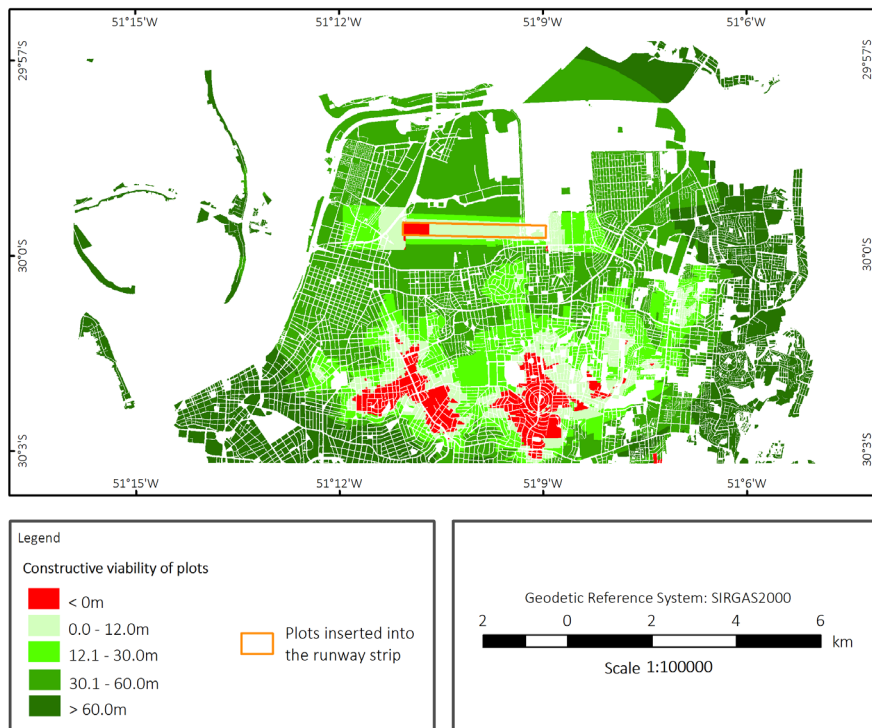 51°15'W 51°12'W 51°9'W 51°6'W
29°57'S 29°57'S
30°0'S 30°0'S
30°3'S 30°3'S
51°15'W 51°12'W 51°9'W 51°6'W
Legend
Constructive viability of plots
< 0m
0.0 - 12.0m
12.1 - 30.0m
30.1 - 60.0m
> 60.0m
Plots inserted into
the runway strip
Geodetic Reference System: SIRGAS2000
2 0 2 4 6
km
Scale 1:100000